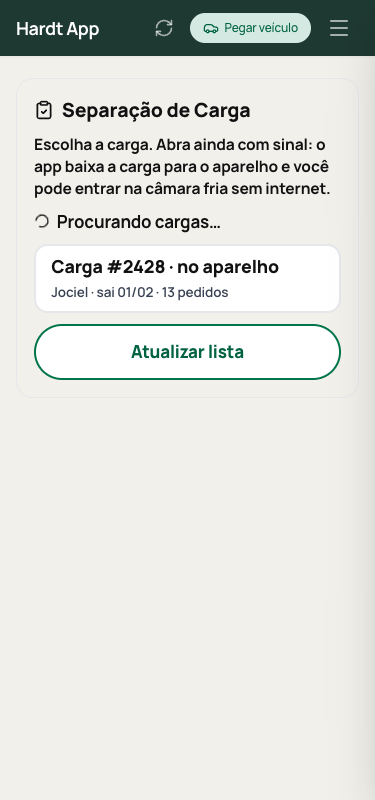 Hardt App
Pegar veículo
Separação de Carga
Escolha a carga. Abra ainda com sinal: o
app baixa a carga para o aparelho e você
pode entrar na câmara fria sem internet.
Procurando cargas…
Carga #2428 · no aparelho
Jociel · sai 01/02 · 13 pedidos
Atualizar lista